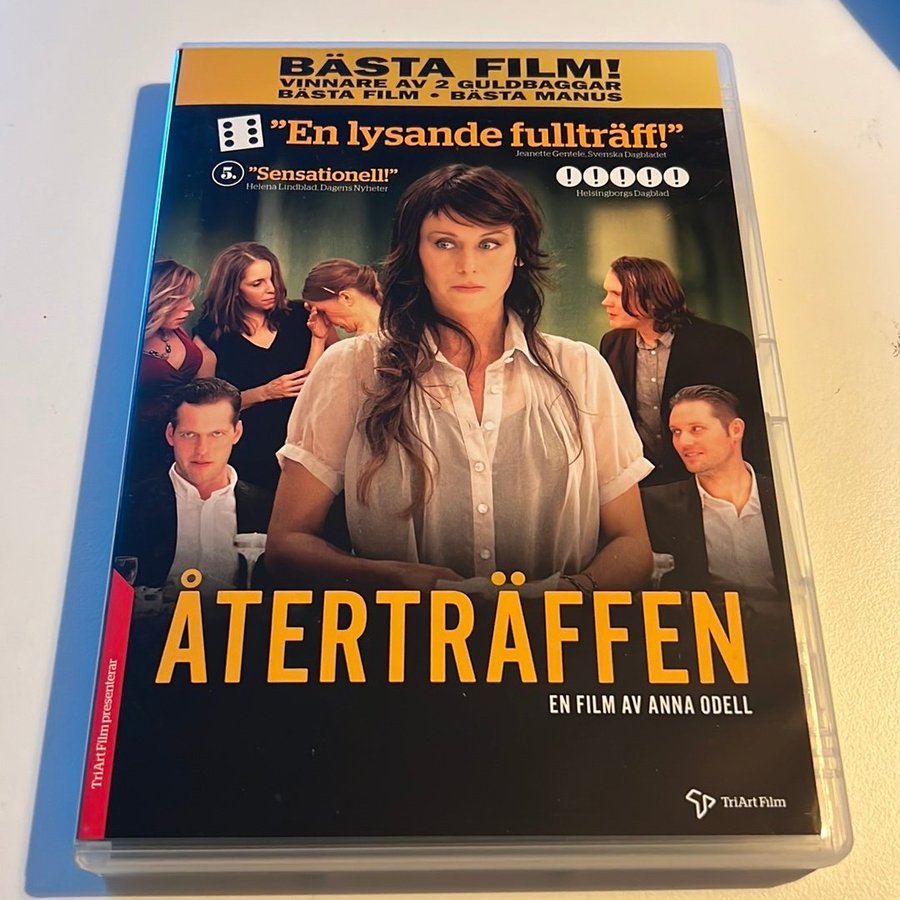 BÄSTA FILM!
VINNARE AV 2 GULDBAGGAR
BÄSTA FILM • BÄSTA MANUS
”En lysande fullträff!”
Jeanette Gentele, Svenska Dagbladet
5. ”Sensationell!”
Helena Lindblad, Dagens Nyheter
!!!!!
Helsingborgs Dagblad
ÅTERTRÄFFEN
EN FILM AV ANNA ODELL
TriArt Film presenterar
TriArt Film